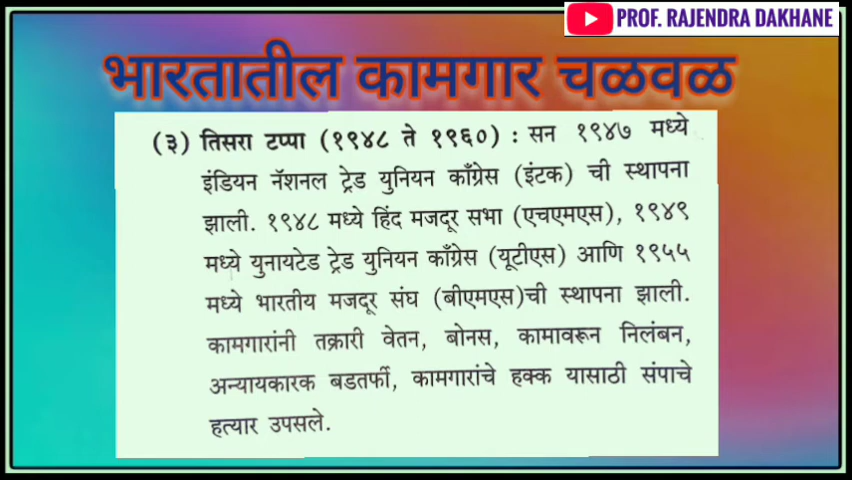 PROF. RAJENDRA DAKHANE
भारतातील कामगार चळवळ
(३) तिसरा टप्पा (१९४८ ते १९६०) : सन १९४७ मध्ये
इंडियन नॅशनल ट्रेड युनियन काँग्रेस (इंटक) ची स्थापना
झाली. १९४८ मध्ये हिंद मजदूर सभा (एचएमएस), १९४९
मध्ये युनायटेड ट्रेड युनियन काँग्रेस (यूटीएस) आणि १९५५
मध्ये भारतीय मजदूर संघ (बीएमएस)ची स्थापना झाली.
कामगारांनी तक्रारी वेतन, बोनस, कामावरून निलंबन,
अन्यायकारक बडतर्फी, कामगारांचे हक्क यासाठी संपाचे
हत्यार उपसले.